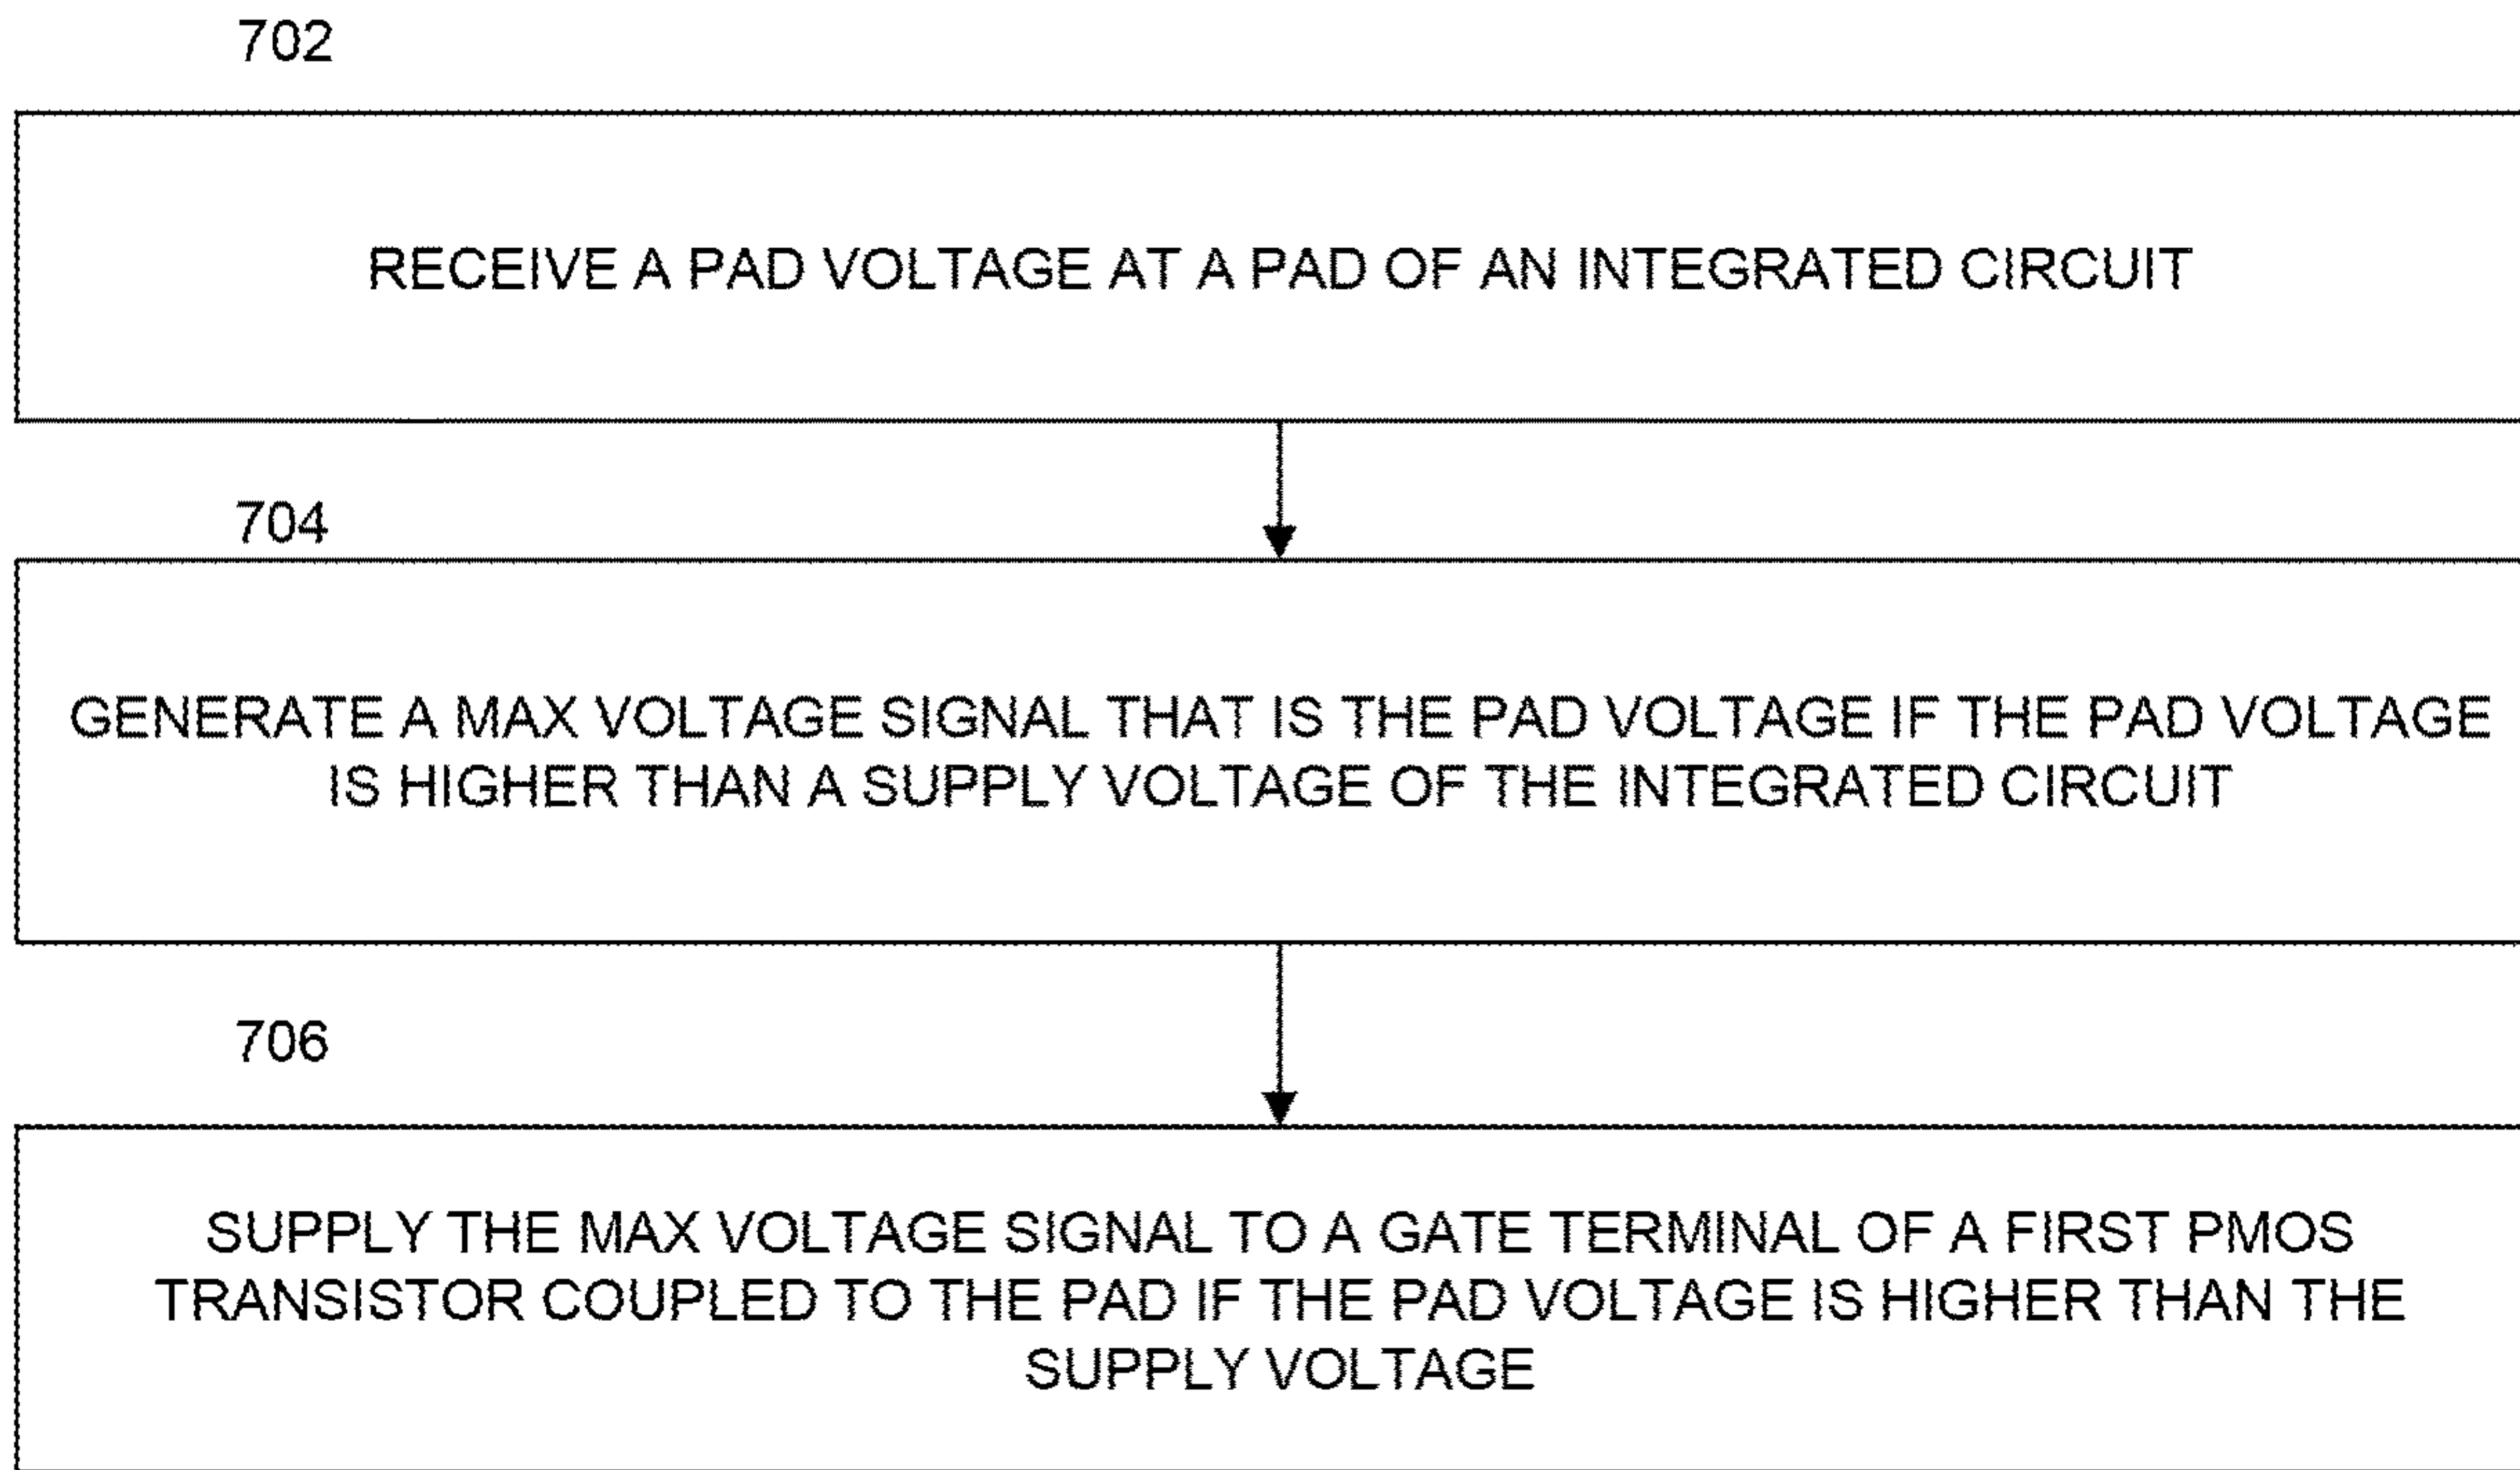 702
RECEIVE A PAD VOLTAGE AT A PAD OF AN INTEGRATED CIRCUIT
704
GENERATE A MAX VOLTAGE SIGNAL THAT IS THE PAD VOLTAGE IF THE PAD VOLTAGE
IS HIGHER THAN A SUPPLY VOLTAGE OF THE INTEGRATED CIRCUIT
706
SUPPLY THE MAX VOLTAGE SIGNAL TO A GATE TERMINAL OF A FIRST PMOS
TRANSISTOR COUPLED TO THE PAD IF THE PAD VOLTAGE IS HIGHER THAN THE
SUPPLY VOLTAGE